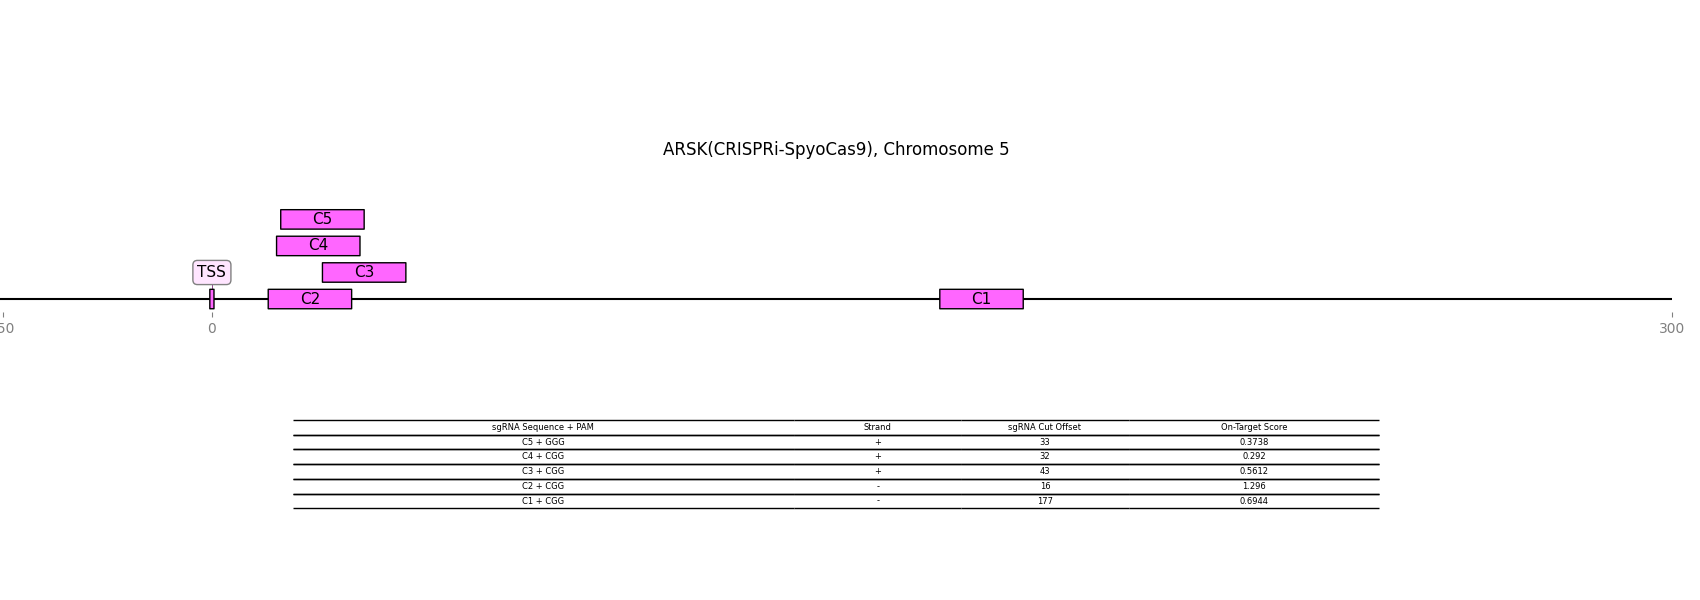 ARSK(CRISPRi-SpyoCas9), Chromosome 5
C5
C4
TSS C3
C2 C1
50 0 300
sgRNA Sequence + PAM Strand sgRNA Cut Offset On-Target Score
C5 + GGG + 33 0.3738
C4 + CGG + 32 0.292
C3 + CGG + 43 0.5612
C2 + CGG - 16 1.296
C1 + CGG - 177 0.6944